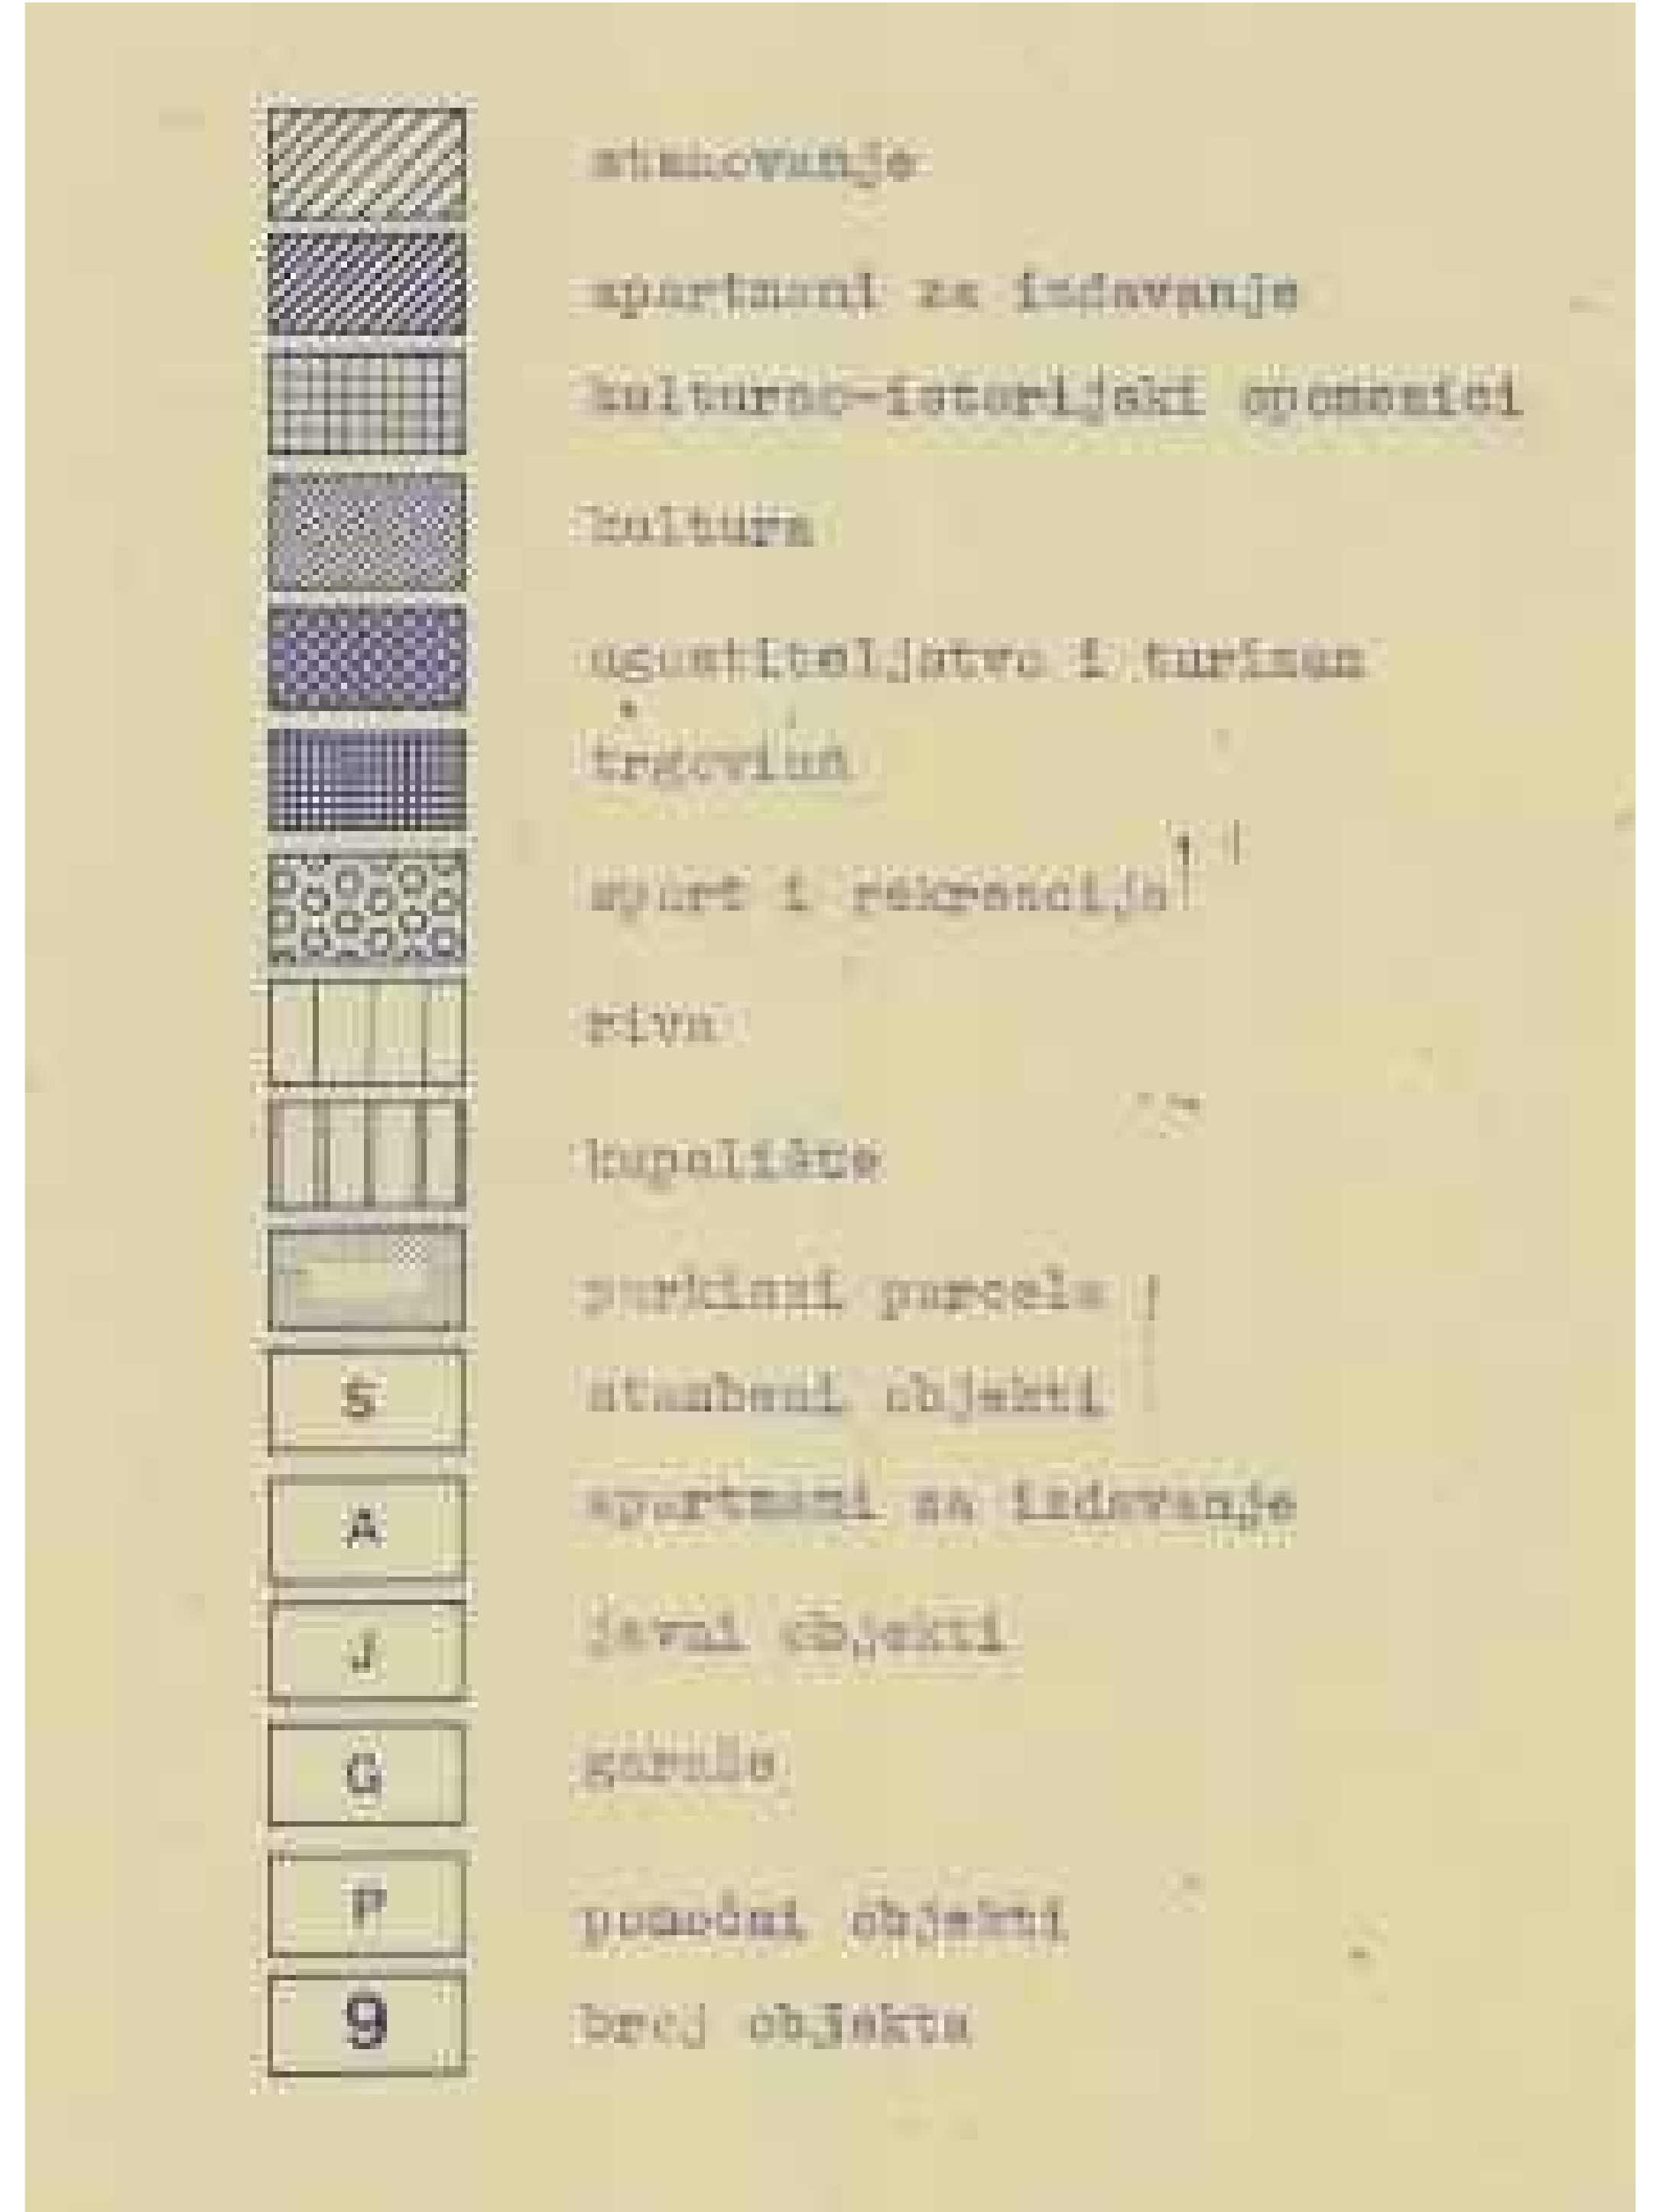 stanovanje
apartmani za izdavanje
kulturno-istorijski spomenici
kultura
ugostiteljstvo i turizam
trgovina
sport i rekreacija
riva
kupalište
parkinzi parcela
S stambeni objekti
A apartmani za izdavanje
J javni objekti
G garaže
P pomoćni objekti
9 broj objekta